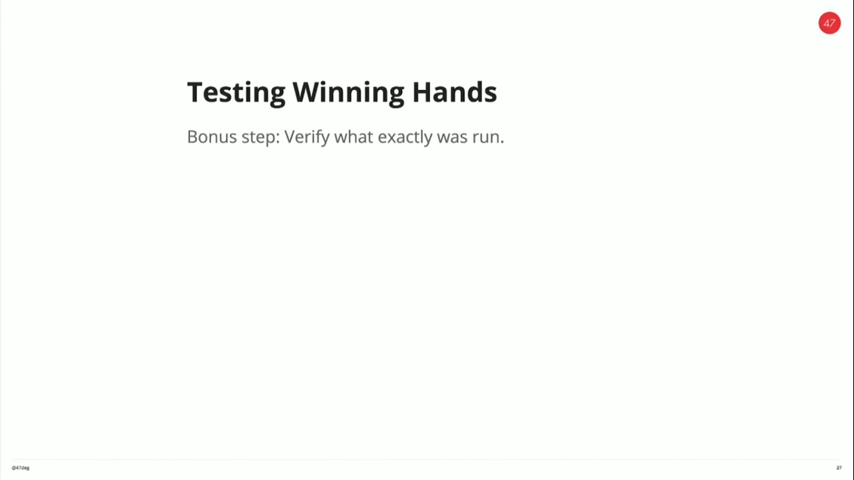 47
Testing Winning Hands
Bonus step: Verify what exactly was run.
@47deg
27